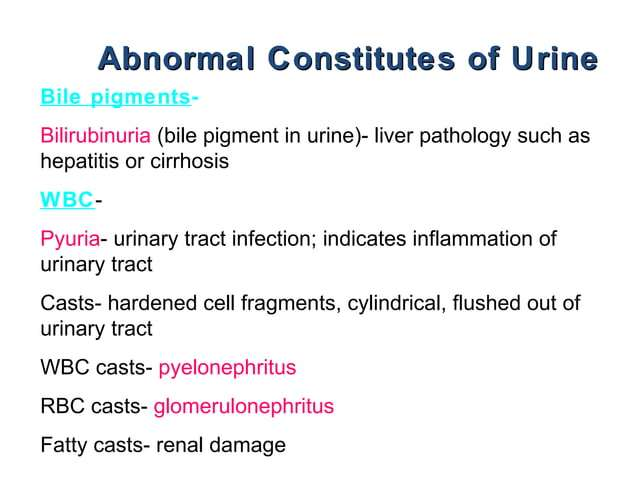 Abnormal Constitutes of Urine
Bile pigments-
Bilirubinuria (bile pigment in urine)- liver pathology such as
hepatitis or cirrhosis
WBC-
Pyuria- urinary tract infection; indicates inflammation of
urinary tract
Casts- hardened cell fragments, cylindrical, flushed out of
urinary tract
WBC casts- pyelonephritus
RBC casts- glomerulonephritus
Fatty casts- renal damage